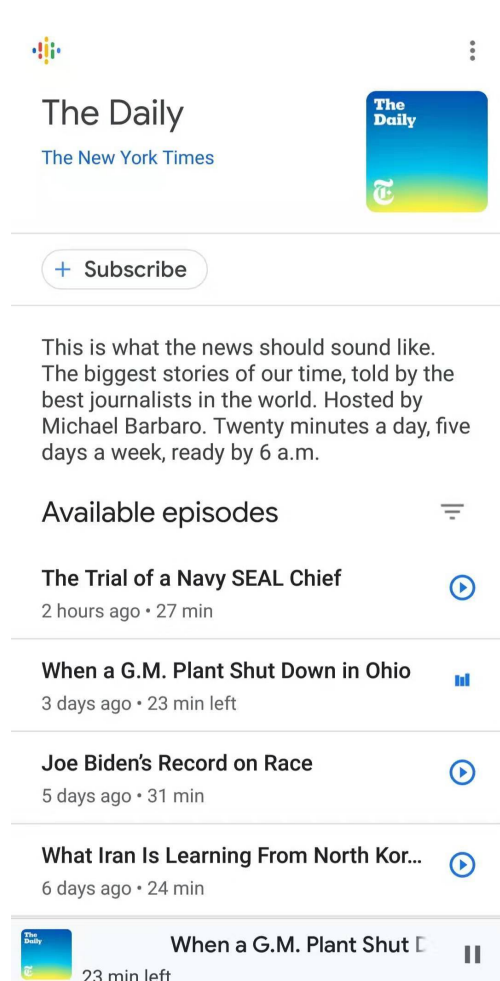 The Daily
The New York Times
The
Daily
+ Subscribe
This is what the news should sound like.
The biggest stories of our time, told by the
best journalists in the world. Hosted by
Michael Barbaro. Twenty minutes a day, five
days a week, ready by 6 a.m.
Available episodes
The Trial of a Navy SEAL Chief
2 hours ago • 27 min
When a G.M. Plant Shut Down in Ohio
3 days ago • 23 min left
Joe Biden's Record on Race
5 days ago • 31 min
What Iran Is Learning From North Kor...
6 days ago • 24 min
The
Daily
When a G.M. Plant Shut D
23 min left